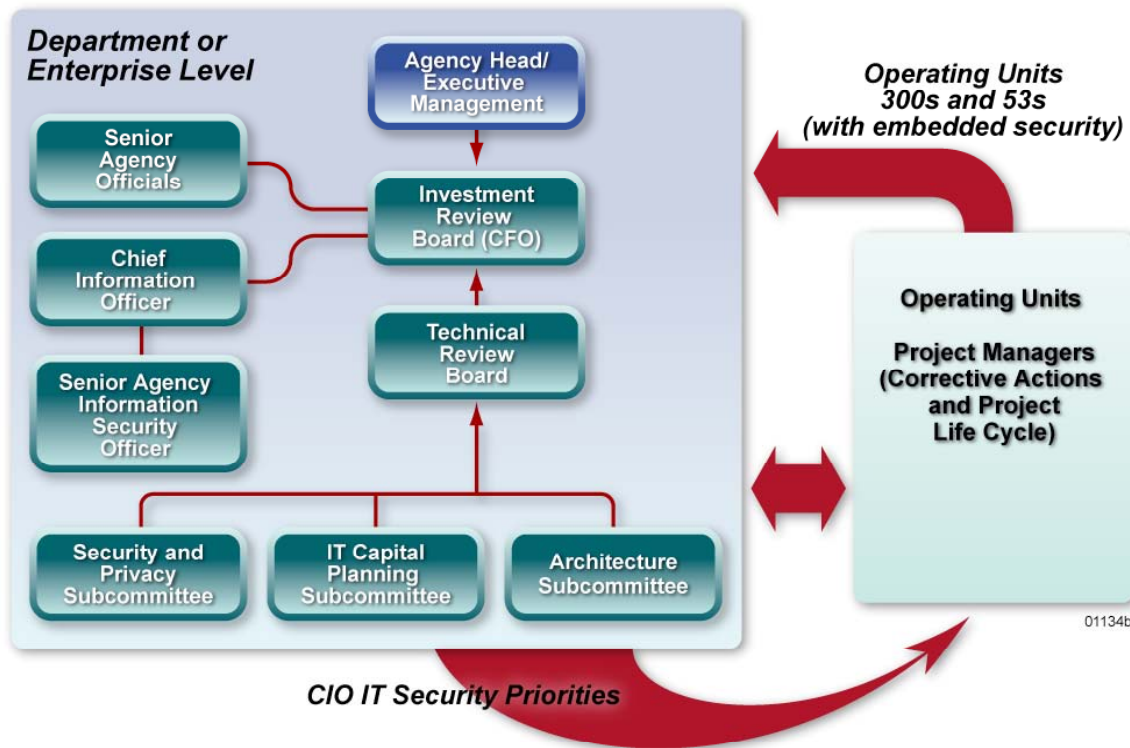 Department or
Enterprise Level
Agency Head/
Executive
Management
Senior
Agency
Officials
Investment
Review
Board (CFO)
Chief
Information
Officer
Technical
Review
Board
Senior Agency
Information
Security
Officer
Security and
Privacy
Subcommittee
IT Capital
Planning
Subcommittee
Architecture
Subcommittee
Operating Units
300s and 53s
(with embedded security)
Operating Units
Project Managers
(Corrective Actions
and Project
Life Cycle)
01134b
CIO IT Security Priorities